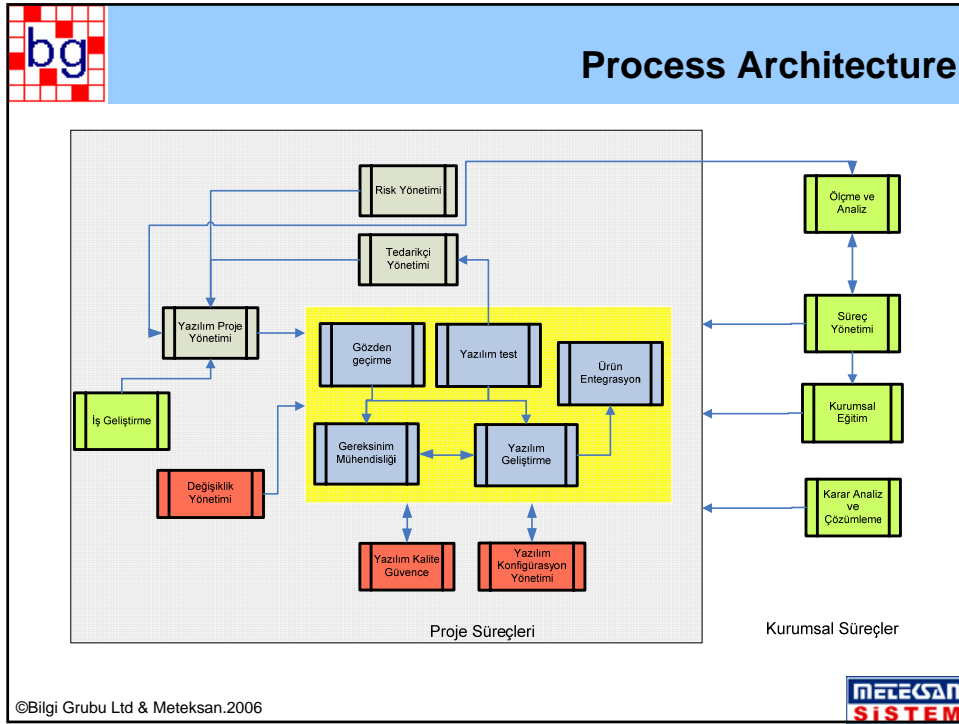 bg
Process Architecture
Risk Yönetimi
Ölçme ve
Analiz
Tedarikçi
Yönetimi
Yazılım Proje
Yönetimi
Gözden
geçirme
Yazılım test
Ürün
Entegrasyon
Süreç
Yönetimi
İş Geliştirme
Gereksinim
Mühendisliği
Yazılım
Geliştirme
Kurumsal
Eğitim
Değişiklik
Yönetimi
Karar Analiz
ve
Çözümleme
Yazılım Kalite
Güvence
Yazılım
Konfigürasyon
Yönetimi
Proje Süreçleri
Kurumsal Süreçler
©Bilgi Grubu Ltd & Meteksan.2006
METEKSAN
SİSTEM